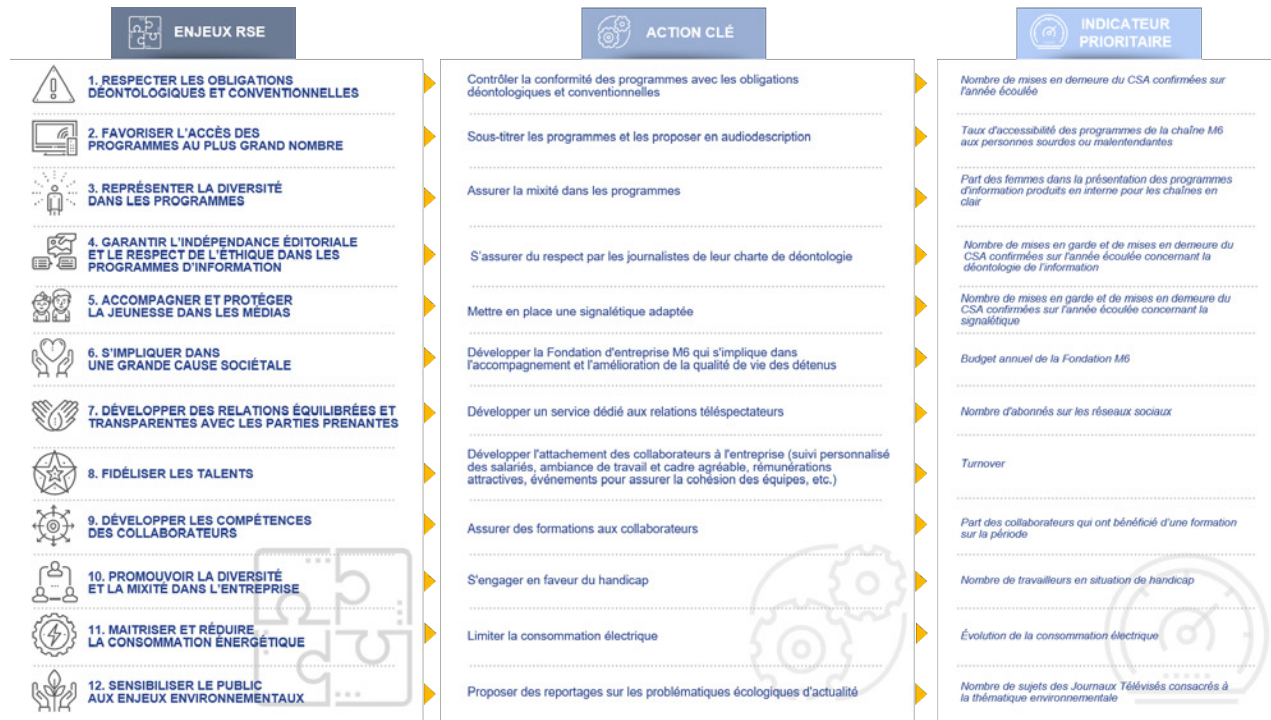 ENJEUX RSE
ACTION CLÉ
INDICATEUR
PRIORITAIRE
1. RESPECTER LES OBLIGATIONS
DÉONTOLOGIQUES ET CONVENTIONNELLES
Contrôler la conformité des programmes avec les obligations
déontologiques et conventionnelles
Nombre de mises en demeure du CSA confirmées sur
l'année écoulée
2. FAVORISER L'ACCÈS DES
PROGRAMMES AU PLUS GRAND NOMBRE
Sous-titrer les programmes et les proposer en audiodescription
Taux d'accessibilité des programmes de la chaîne M6
aux personnes sourdes ou malentendantes
3. REPRÉSENTER LA DIVERSITÉ
DANS LES PROGRAMMES
Assurer la mixité dans les programmes
Part des femmes dans la présentation des programmes
d'information produits en interne pour les chaînes en
clair
4. GARANTIR L'INDÉPENDANCE ÉDITORIALE
ET LE RESPECT DE L'ÉTHIQUE DANS LES
PROGRAMMES D'INFORMATION
S'assurer du respect par les journalistes de leur charte de déontologie
Nombre de mises en garde et de mises en demeure du
CSA confirmées sur l'année écoulée concernant la
déontologie de l'information
5. ACCOMPAGNER ET PROTÉGER
LA JEUNESSE DANS LES MÉDIAS
Mettre en place une signalétique adaptée
Nombre de mises en garde et de mises en demeure du
CSA confirmées sur l'année écoulée concernant la
signalétique
6. S'IMPLIQUER DANS
UNE GRANDE CAUSE SOCIÉTALE
Développer la Fondation d'entreprise M6 qui s'implique dans
l'accompagnement et l'amélioration de la qualité de vie des détenus
Budget annuel de la Fondation M6
7. DÉVELOPPER DES RELATIONS ÉQUILIBRÉES ET
TRANSPARENTES AVEC LES PARTIES PRENANTES
Développer un service dédié aux relations téléspectateurs
Nombre d'abonnés sur les réseaux sociaux
8. FIDÉLISER LES TALENTS
Développer l'attachement des collaborateurs à l'entreprise (suivi personnalisé
des salariés, ambiance de travail et cadre agréable, rémunérations
attractives, événements pour assurer la cohésion des équipes, etc.)
Turnover
9. DÉVELOPPER LES COMPÉTENCES
DES COLLABORATEURS
Assurer des formations aux collaborateurs
Part des collaborateurs qui ont bénéficié d'une formation
sur la période
10. PROMOUVOIR LA DIVERSITÉ
ET LA MIXITÉ DANS L'ENTREPRISE
S'engager en faveur du handicap
Nombre de travailleurs en situation de handicap
11. MAITRISER ET RÉDUIRE
LA CONSOMMATION ÉNERGÉTIQUE
Limiter la consommation électrique
Évolution de la consommation électrique
12. SENSIBILISER LE PUBLIC
AUX ENJEUX ENVIRONNEMENTAUX
Proposer des reportages sur les problématiques écologiques d'actualité
Nombre de sujets des Journaux Télévisés consacrés à
la thématique environnementale